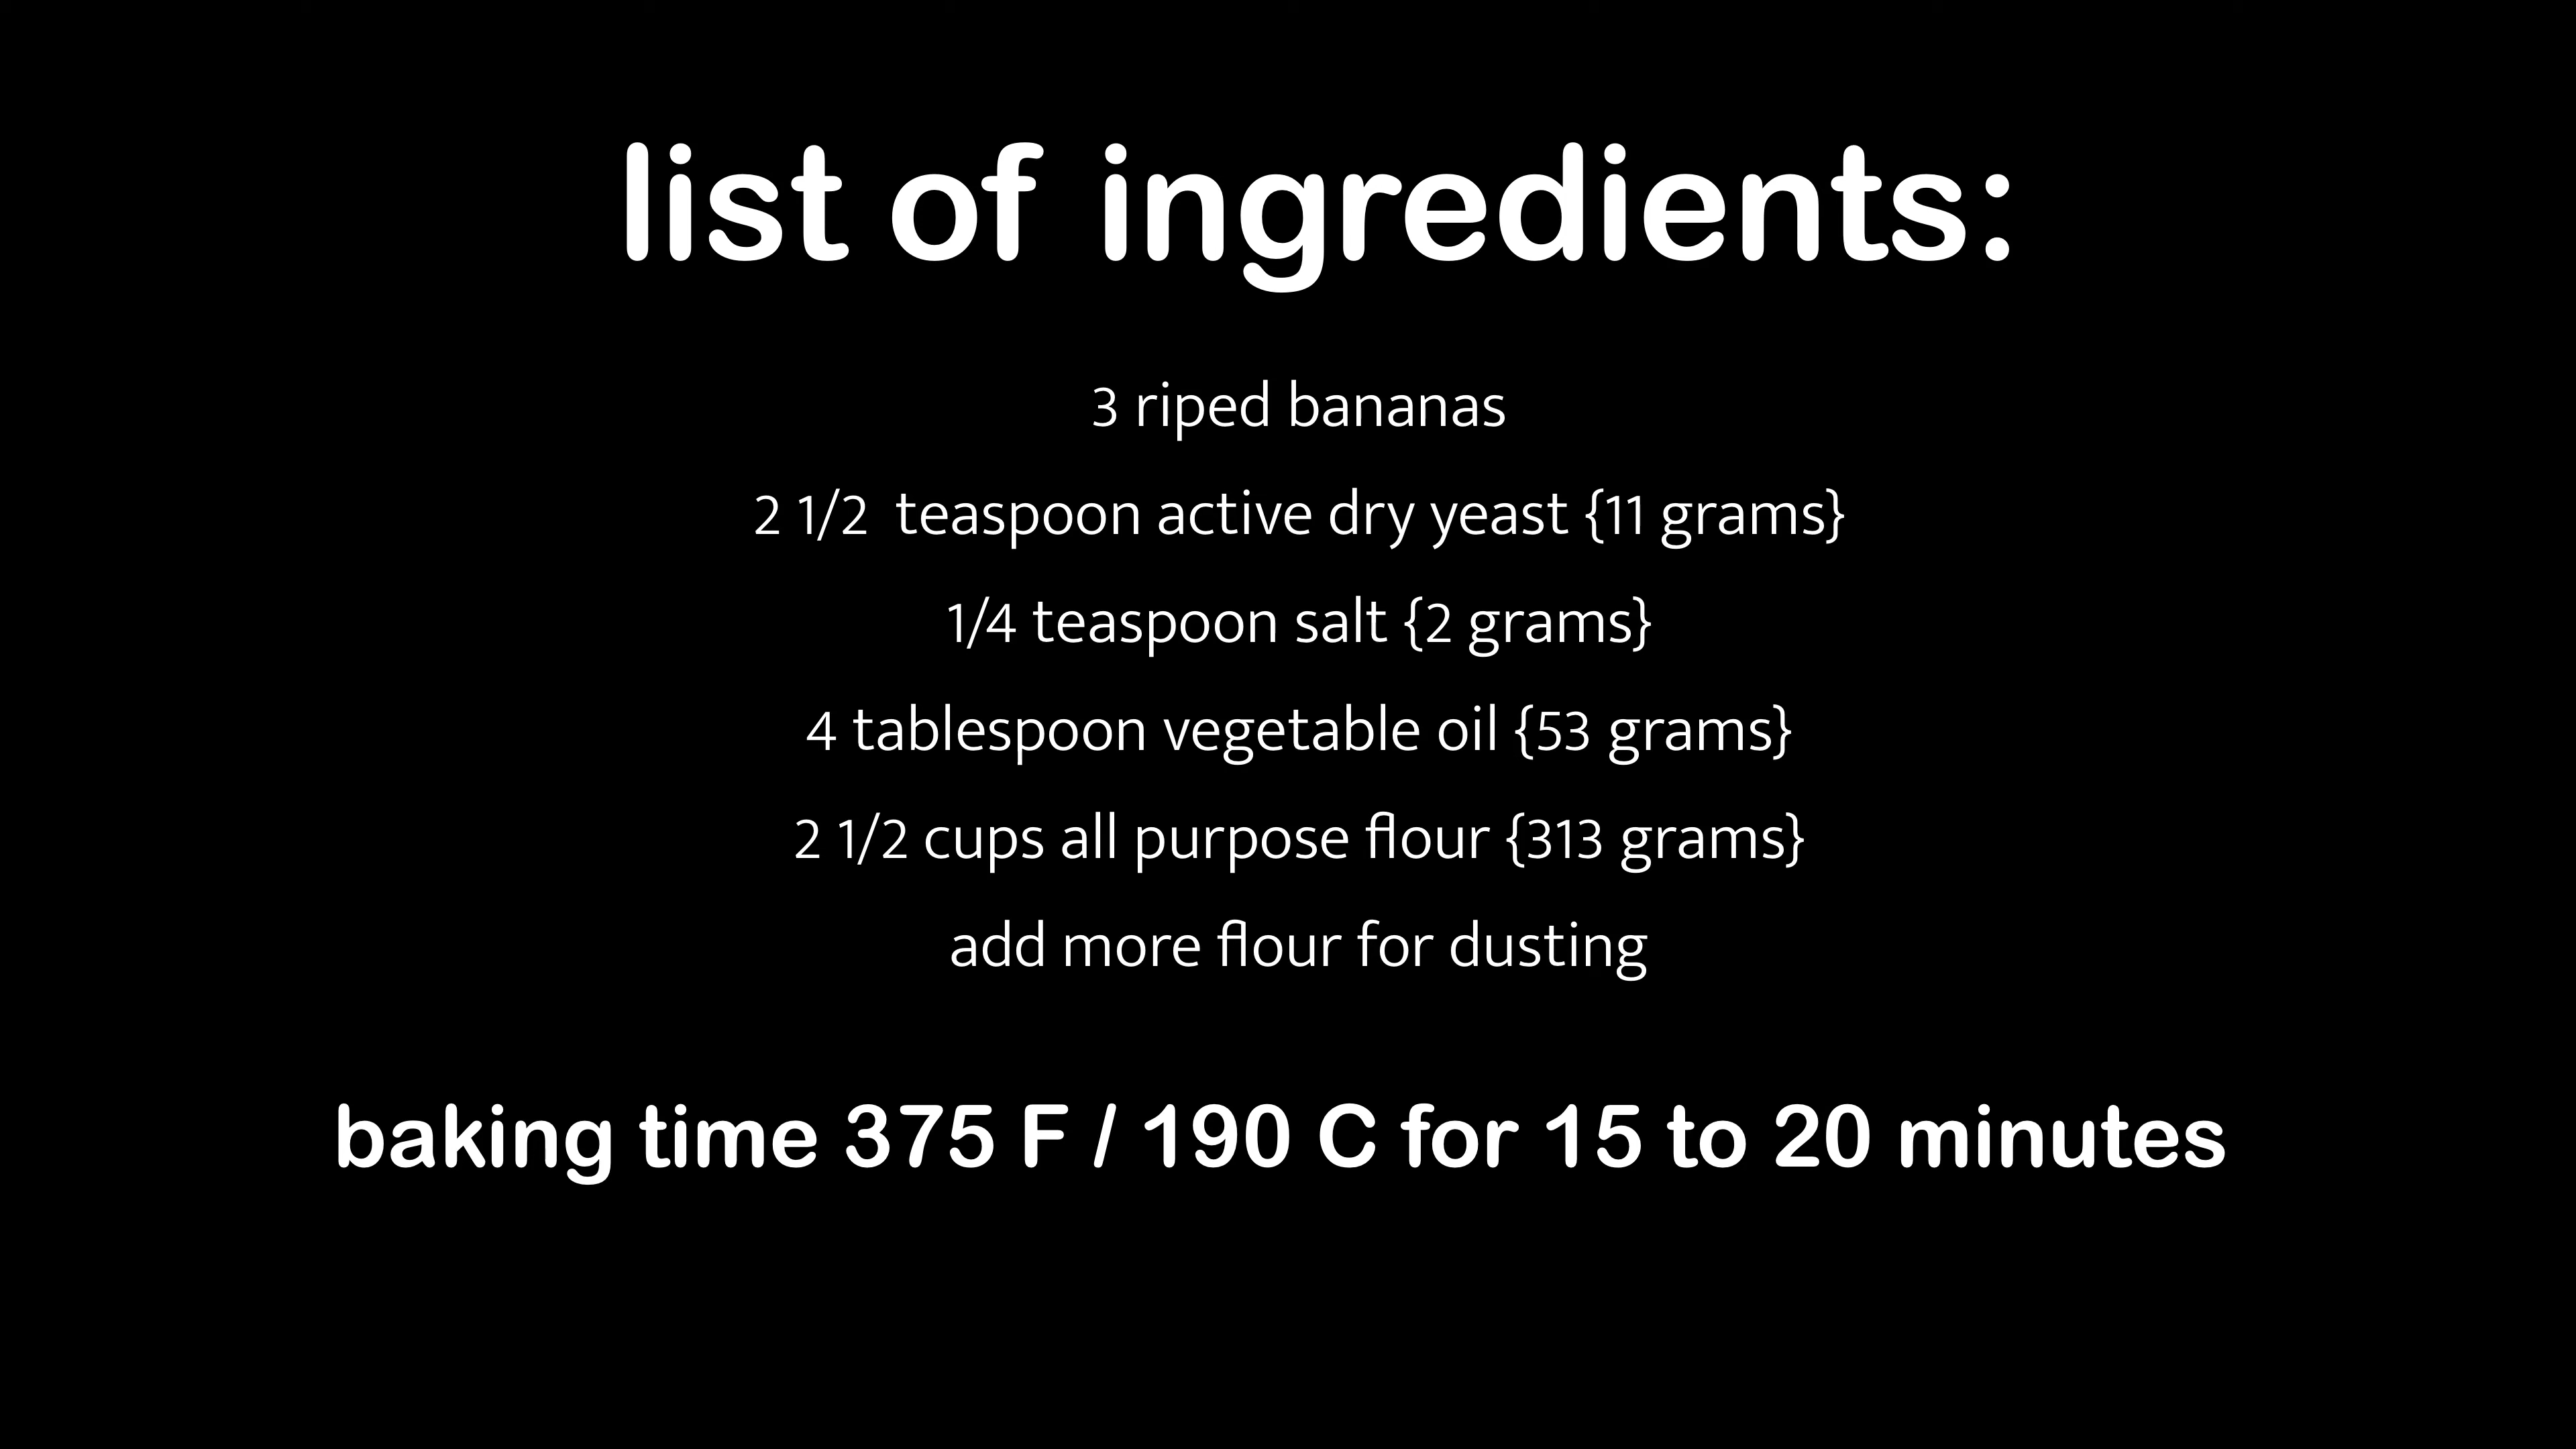 list of ingredients:
3 riped bananas
2 1/2 teaspoon active dry yeast {11 grams}
1/4 teaspoon salt {2 grams}
4 tablespoon vegetable oil {53 grams}
2 1/2 cups all purpose flour {313 grams}
add more flour for dusting
baking time 375 F / 190 C for 15 to 20 minutes